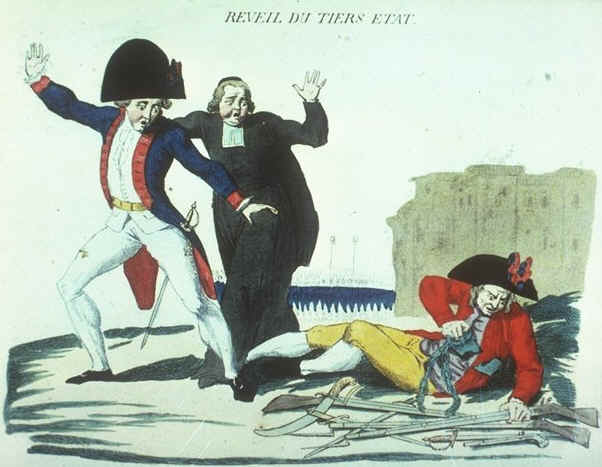 REVEIL DU TIERS ETAT.